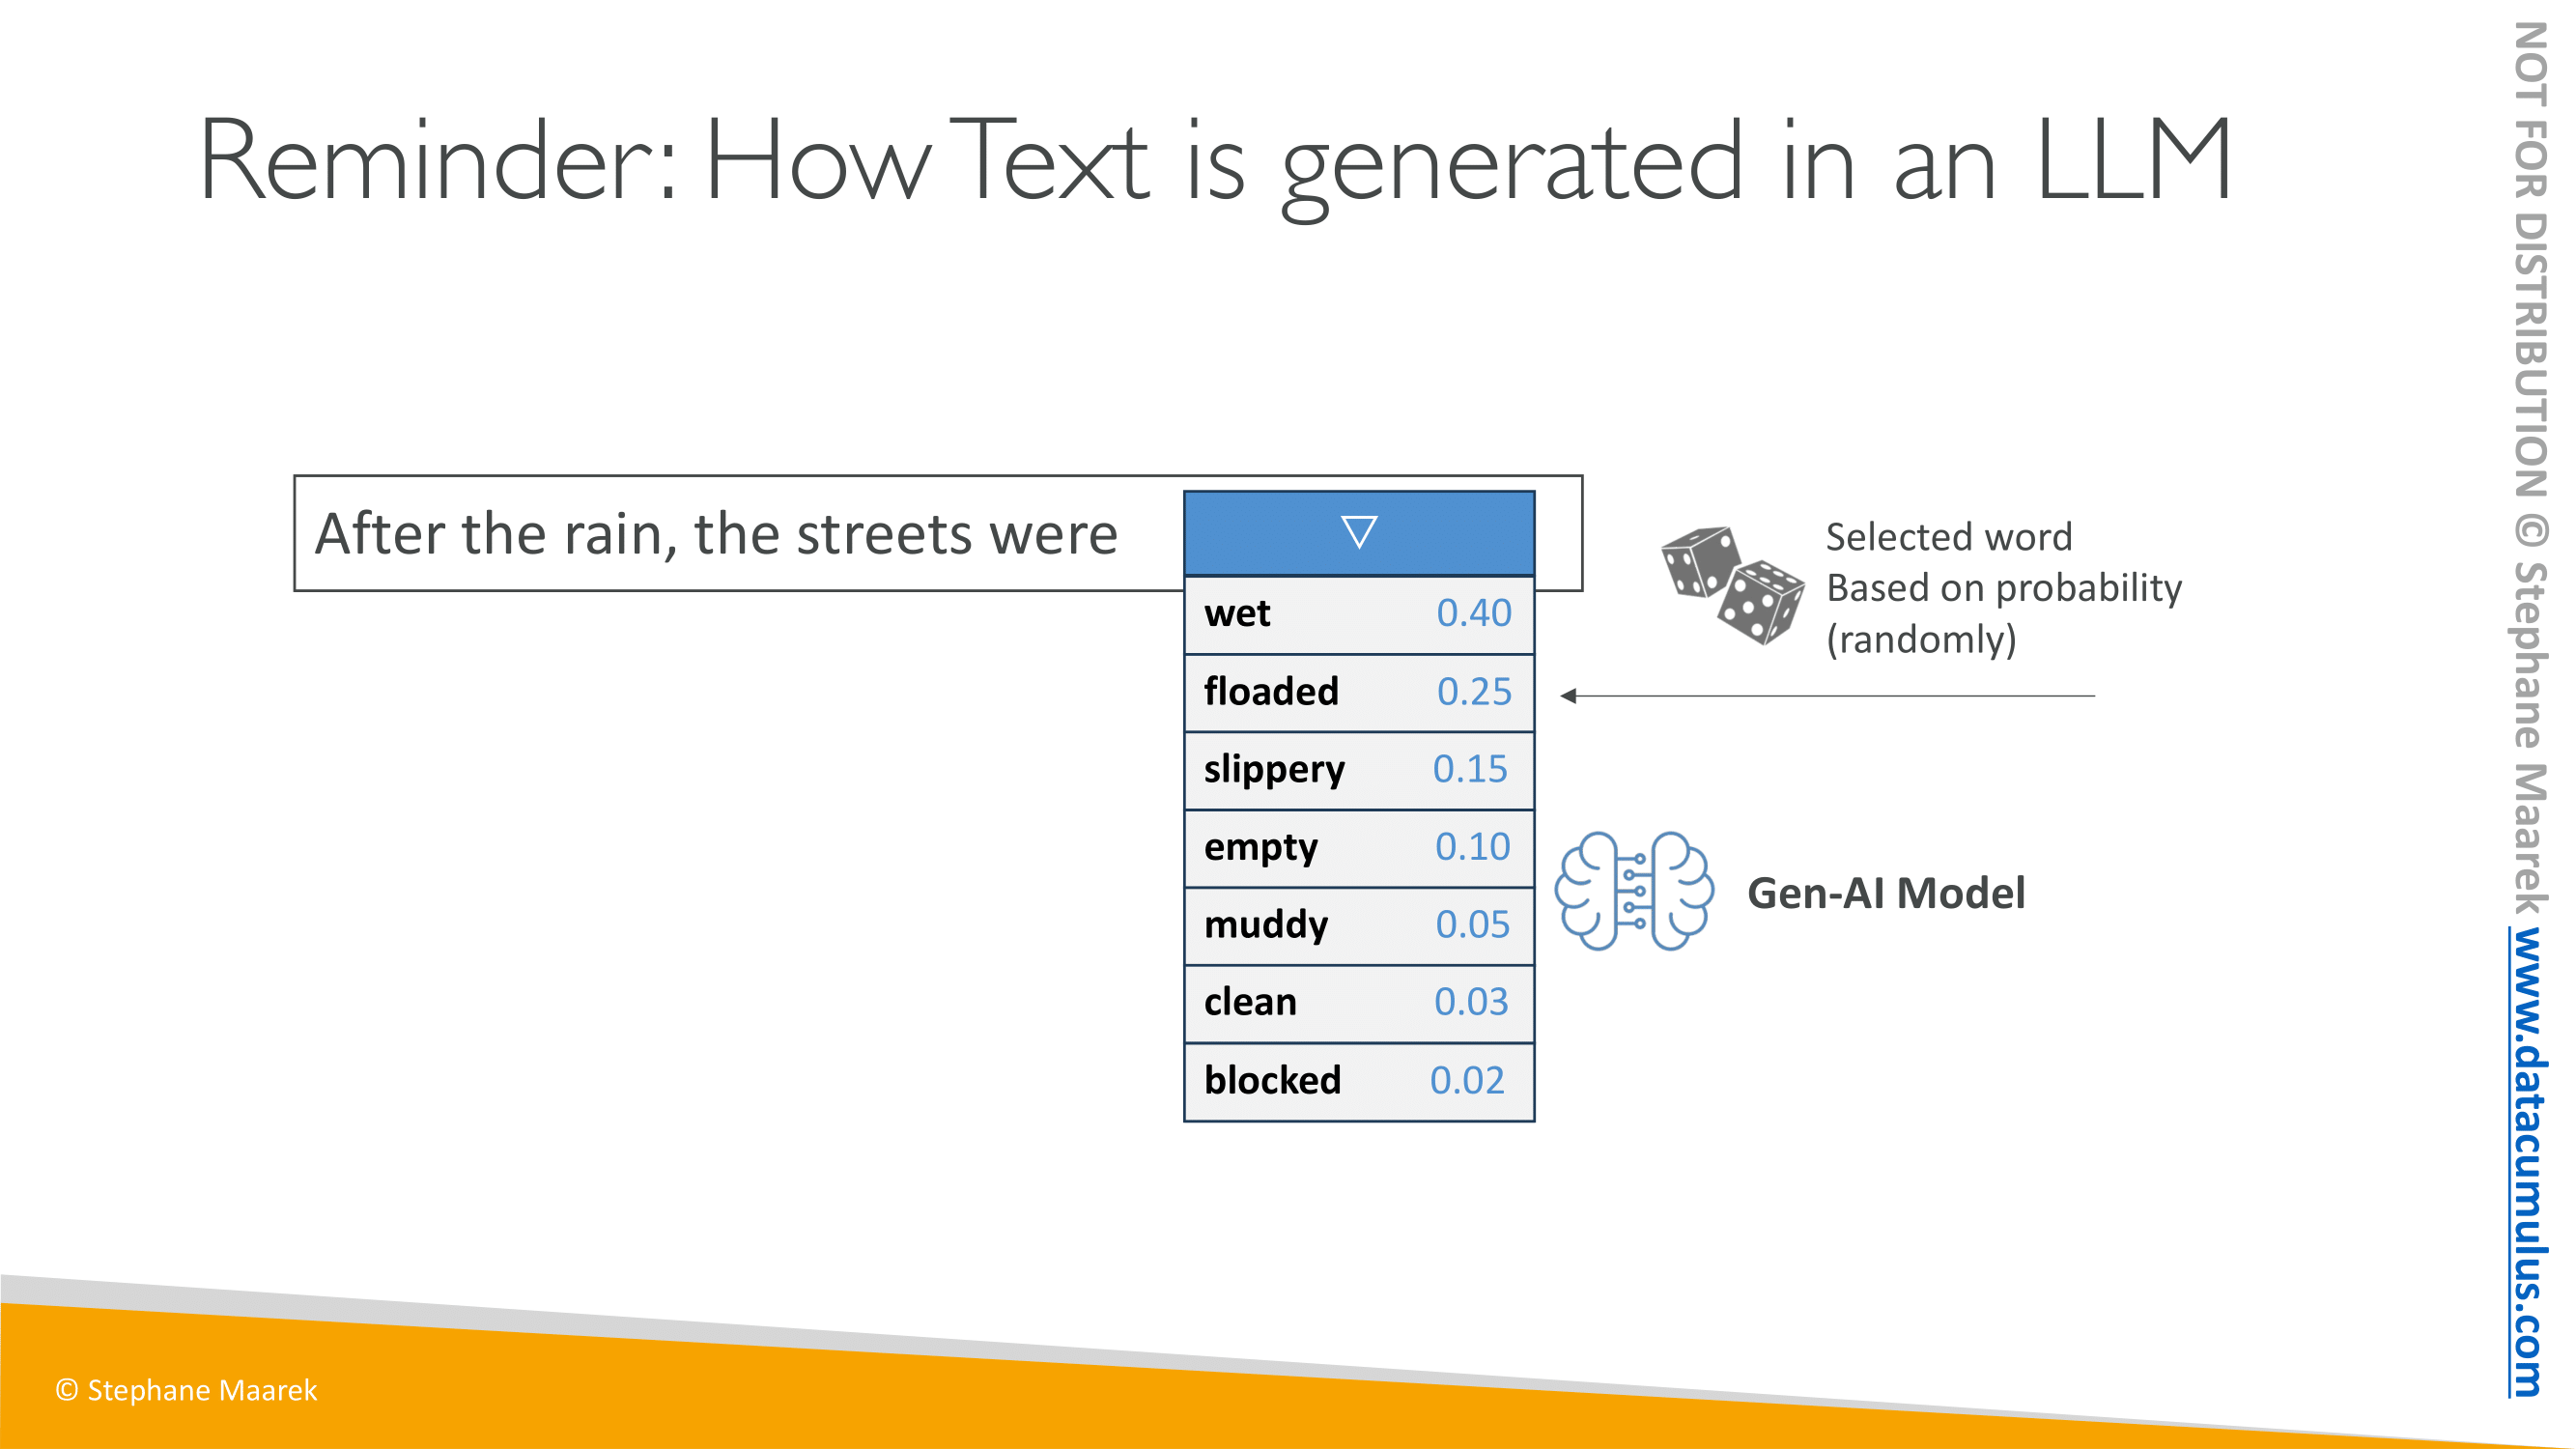 Reminder: How Text is generated in an LLM
After the rain, the streets were
wet 0.40
floaded 0.25
slippery 0.15
empty 0.10
muddy 0.05
clean 0.03
blocked 0.02
Selected word
Based on probability
(randomly)
Gen-AI Model
© Stephane Maarek
NOT FOR DISTRIBUTION © Stephane Maarek www.datacumulus.com